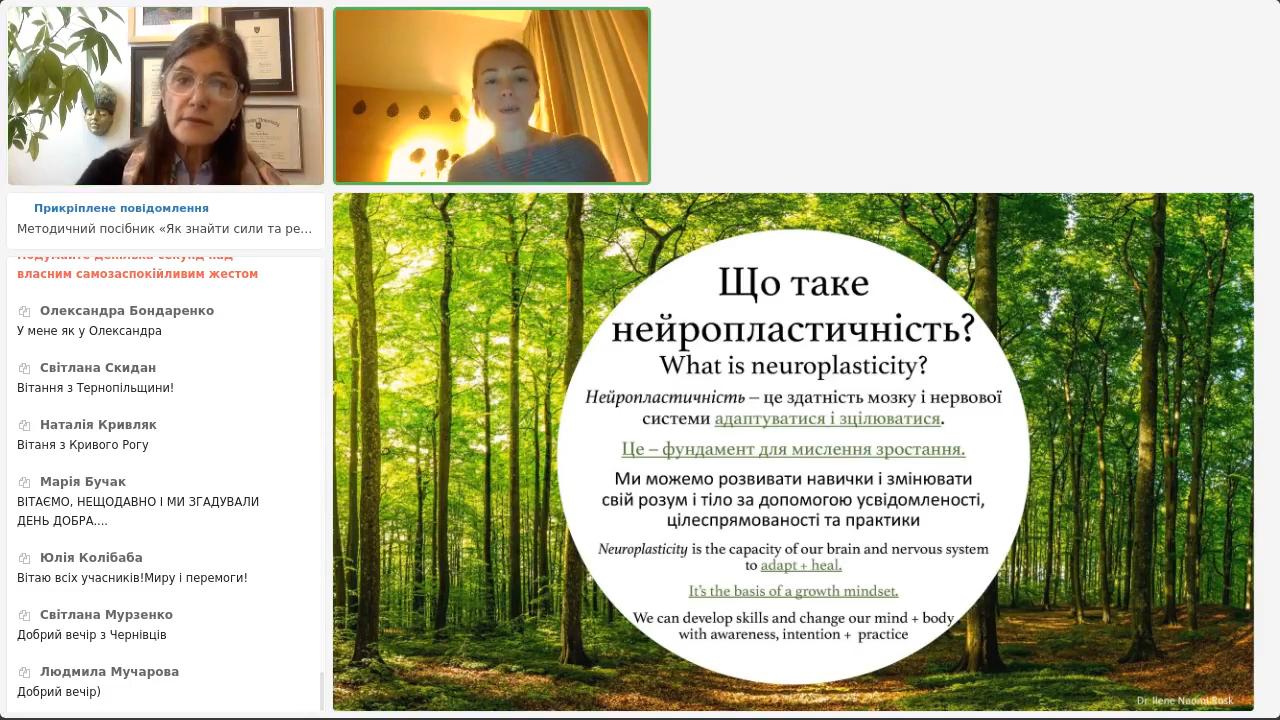 Прикріплене повідомлення
Методичний посібник «Як знайти сили та ре...
Подумайте декілька секунд над
власним самозаспокійливим жестом
Олександра Бондаренко
У мене як у Олександра
Світлана Скидан
Вітання з Тернопільщини!
Наталія Кривляк
Вітаня з Кривого Рогу
Марія Бучак
ВІТАЄМО, НЕЩОДАВНО І МИ ЗГАДУВАЛИ
ДЕНЬ ДОБРА....
Юлія Колібаба
Вітаю всіх учасників!Миру і перемоги!
Світлана Мурзенко
Добрий вечір з Чернівців
Людмила Мучарова
Добрий вечір)
Що таке
нейропластичність?
What is neuroplasticity?
Нейропластичність – це здатність мозку і нервової
системи адаптуватися і зцілюватися.
Це – фундамент для мислення зростання.
Ми можемо розвивати навички і змінювати
свій розум і тіло за допомогою усвідомленості,
цілеспрямованості та практики
Neuroplasticity is the capacity of our brain and nervous system
to adapt + heal.
It's the basis of a growth mindset.
We can develop skills and change our mind + body
with awareness, intention + practice
Dr. Ilene Naomi Rusk